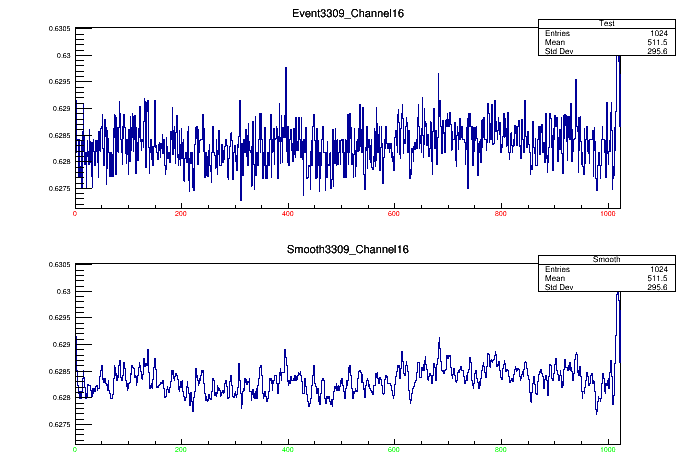 Event3309_Channel16
Test
Entries 1024
Mean 511.5
Std Dev 295.6
0.6305
0.63
0.6295
0.629
0.6285
0.628
0.6275
0 200 400 600 800 1000
Smooth3309_Channel16
Smooth
Entries 1024
Mean 511.5
Std Dev 295.6
0.6305
0.63
0.6295
0.629
0.6285
0.628
0.6275
0 200 400 600 800 1000